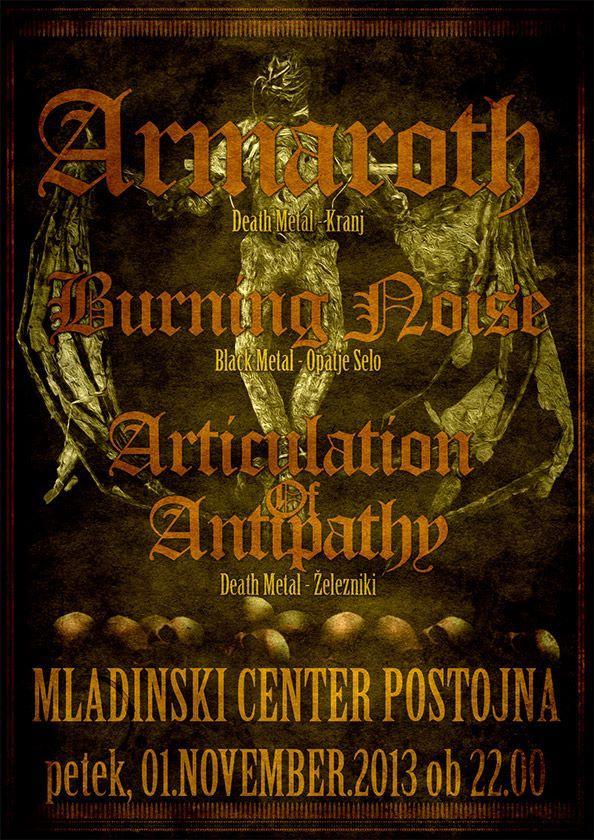 Armaroth
Death Metal - Kranj
Burning Noise
Black Metal - Opatje Selo
Articulation
Of
Antipathy
Death Metal - Železniki
MLADINSKI CENTER POSTOJNA
petek, 01.NOVEMBER.2013 ob 22.00